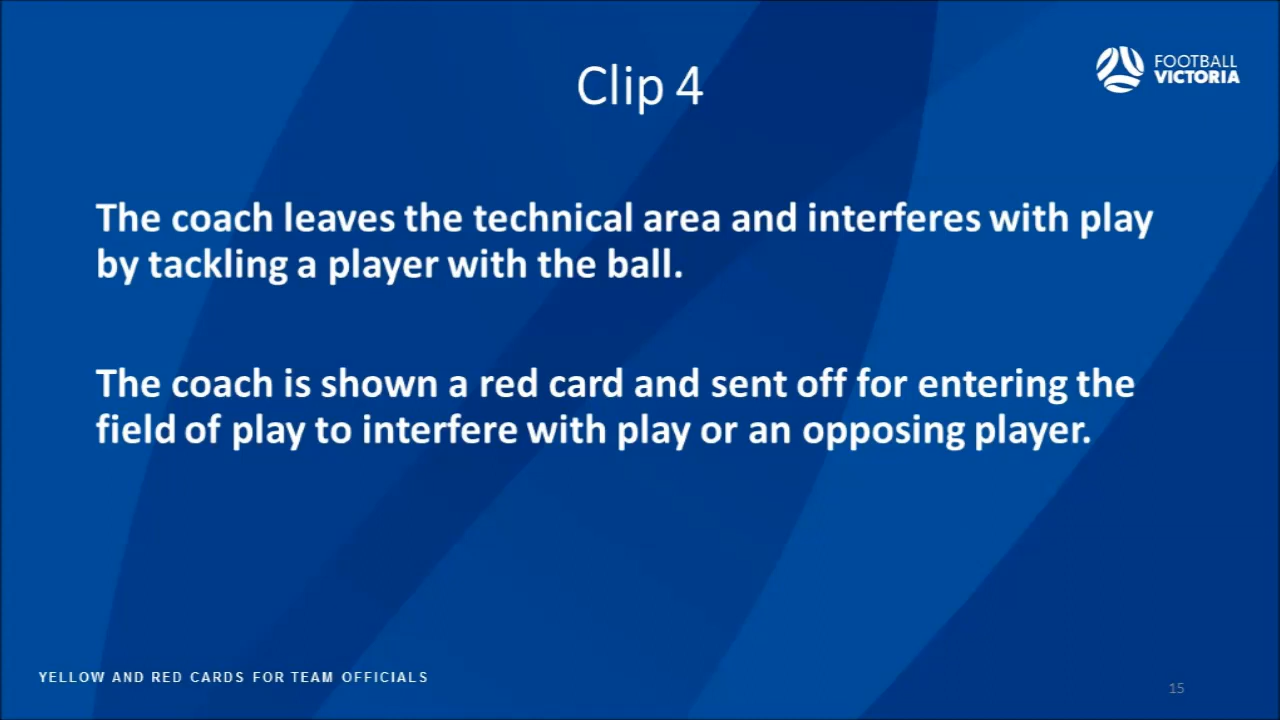 Clip 4
FOOTBALL
VICTORIA
The coach leaves the technical area and interferes with play
by tackling a player with the ball.
The coach is shown a red card and sent off for entering the
field of play to interfere with play or an opposing player.
YELLOW AND RED CARDS FOR TEAM OFFICIALS
15